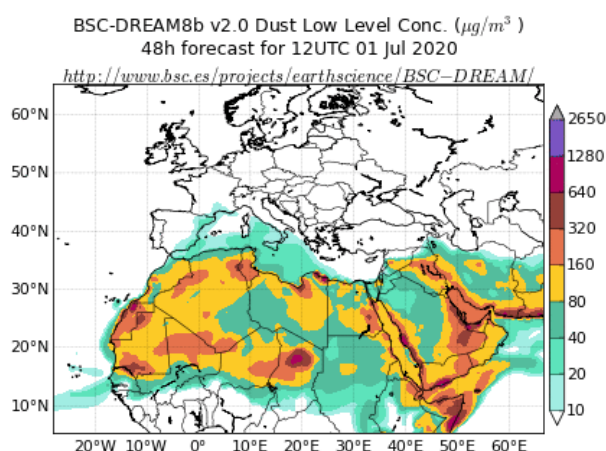 BSC-DREAM8b v2.0 Dust Low Level Conc. (μg/m³ )
48h forecast for 12UTC 01 Jul 2020
http://www.bsc.es/projects/earthscience/BSC−DREAM/
60°N
50°N
40°N
30°N
20°N
10°N
20°W 10°W 0° 10°E 20°E 30°E 40°E 50°E 60°E
2650
1280
640
320
160
80
40
20
10